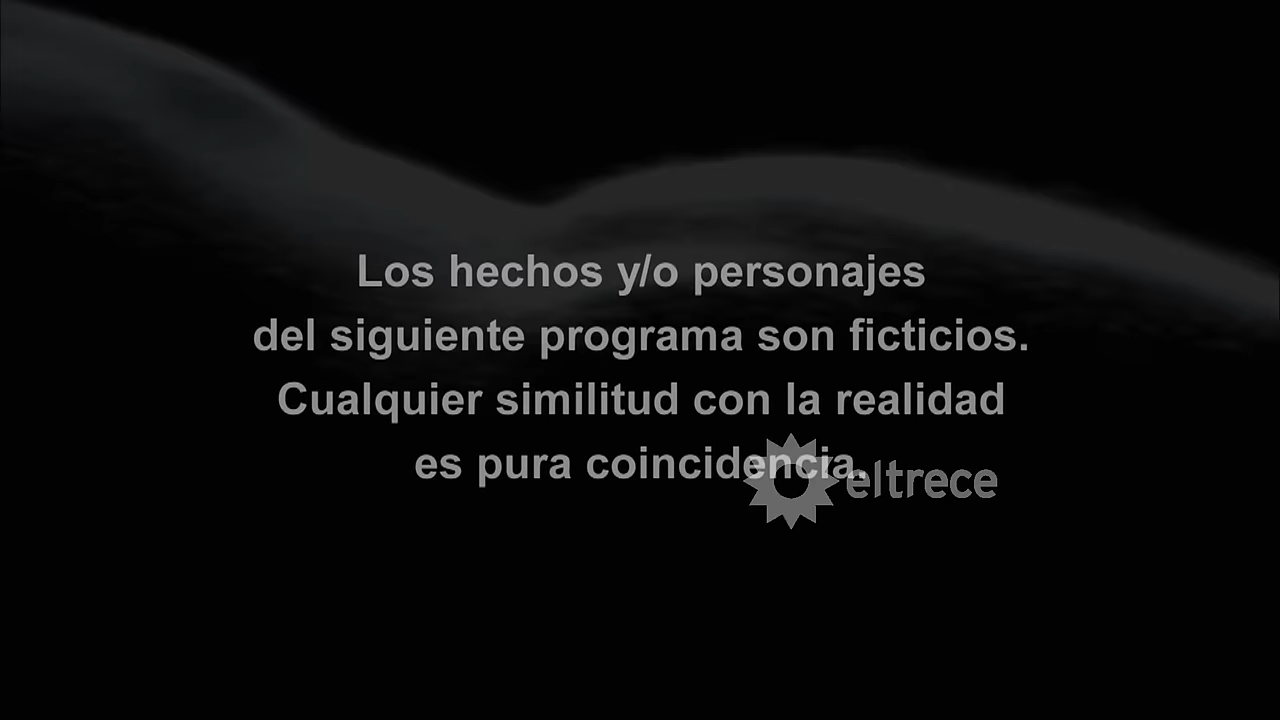 Los hechos y/o personajes
del siguiente programa son ficticios.
Cualquier similitud con la realidad
es pura coincidencia.
eltrece